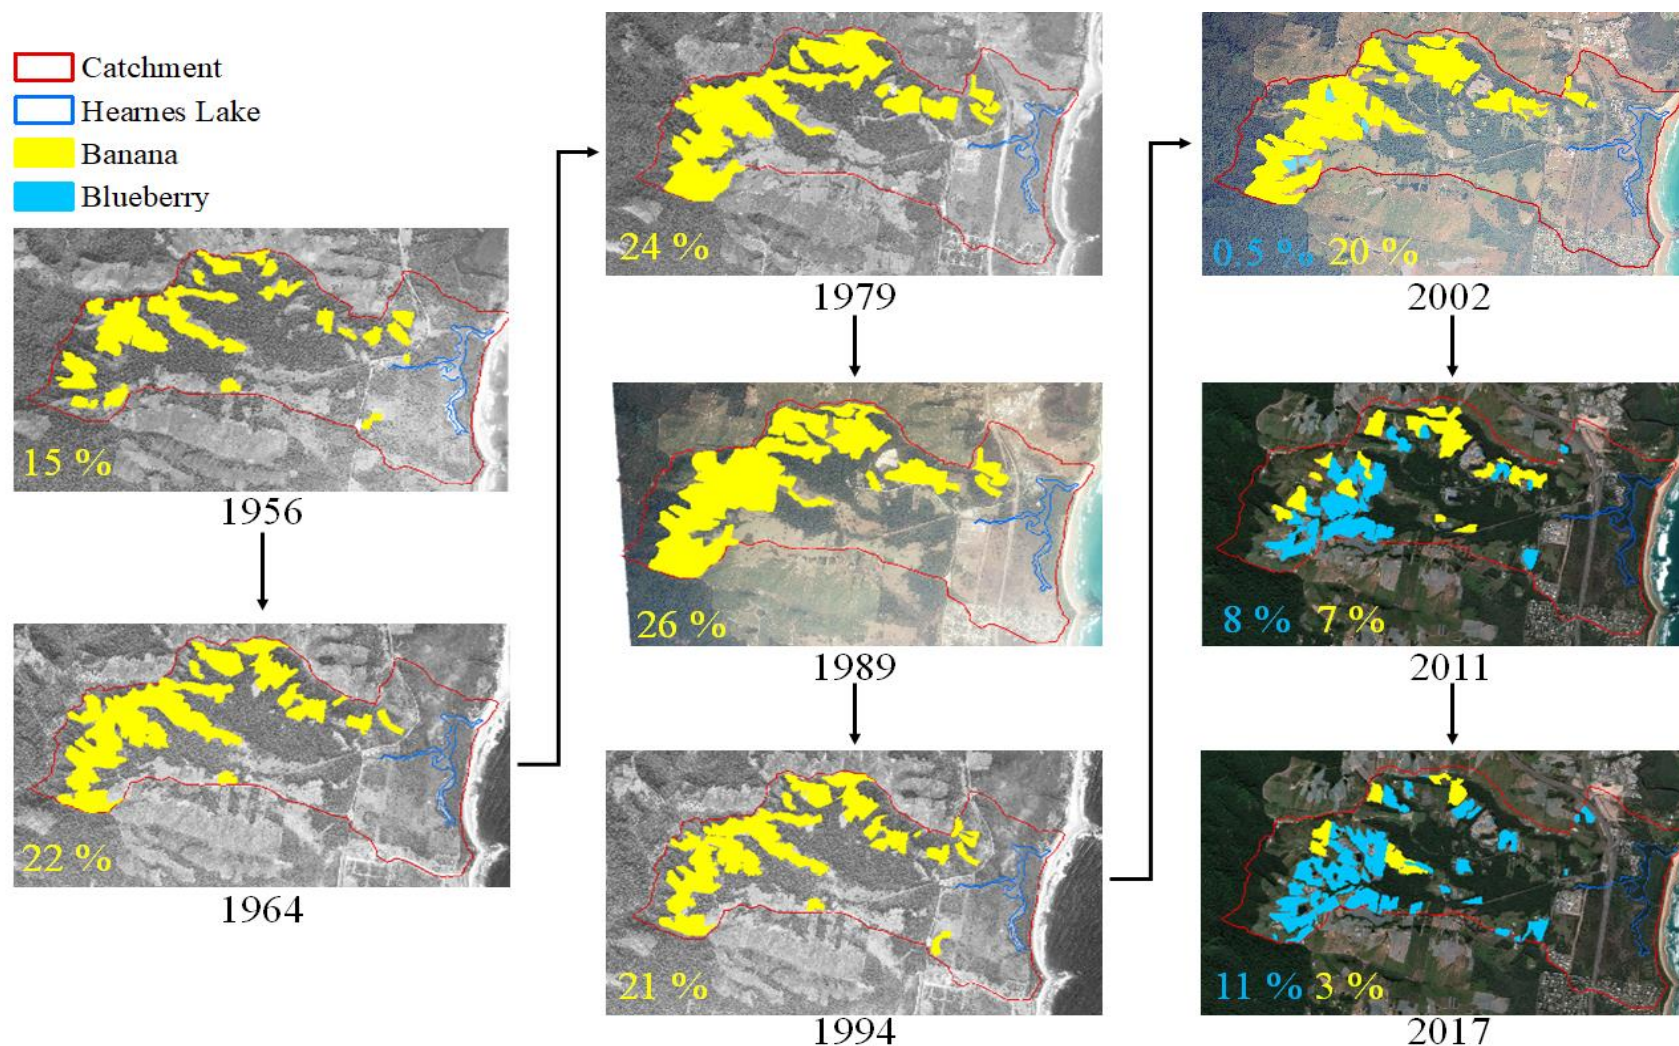 Catchment
Hearnes Lake
Banana
Blueberry
15 %
1956
22 %
1964
24 %
1979
26 %
1989
21 %
1994
0.5 % 20 %
2002
8 % 7 %
2011
11 % 3 %
2017